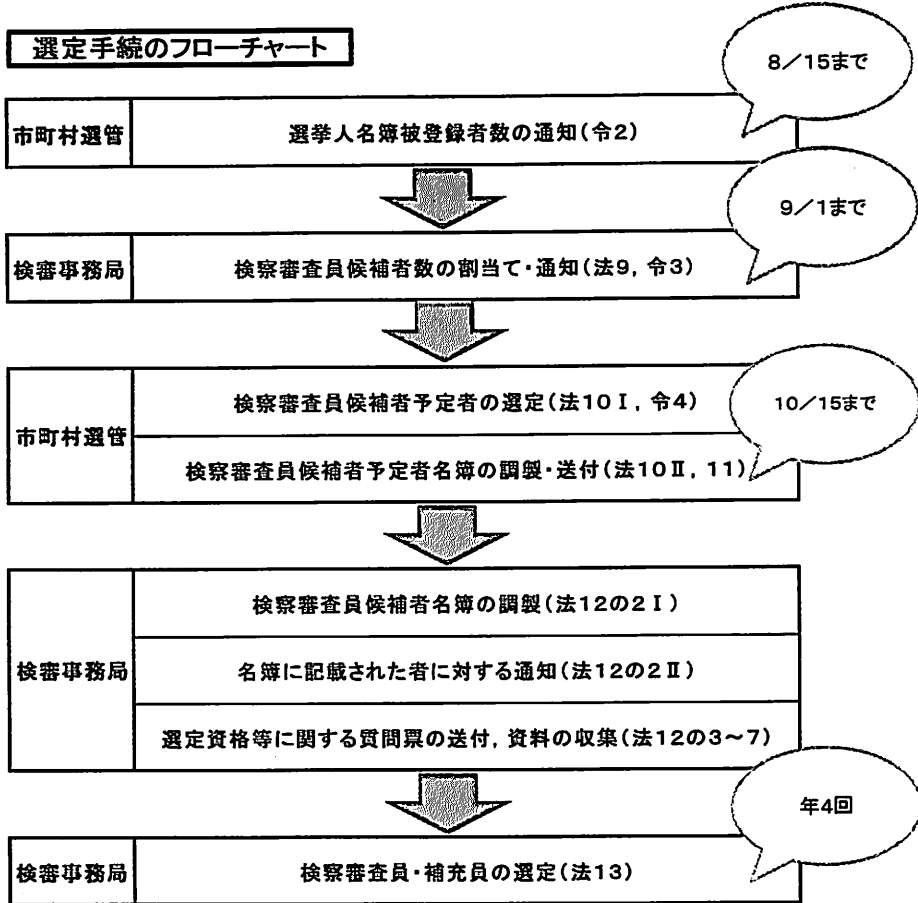 選定手続のフローチャート
8／15まで
市町村選管
選挙人名簿被登録者数の通知(令2)
9／1まで
検審事務局
検察審査員候補者数の割当て・通知(法9，令3)
10／15まで
市町村選管
検察審査員候補者予定者の選定(法10Ⅰ，令4)
検察審査員候補者予定者名簿の調製・送付(法10Ⅱ，11)
検審事務局
検察審査員候補者名簿の調製(法12の2Ⅰ)
名簿に記載された者に対する通知(法12の2Ⅱ)
選定資格等に関する質問票の送付，資料の収集(法12の3〜7)
年4回
検審事務局
検察審査員・補充員の選定(法13)